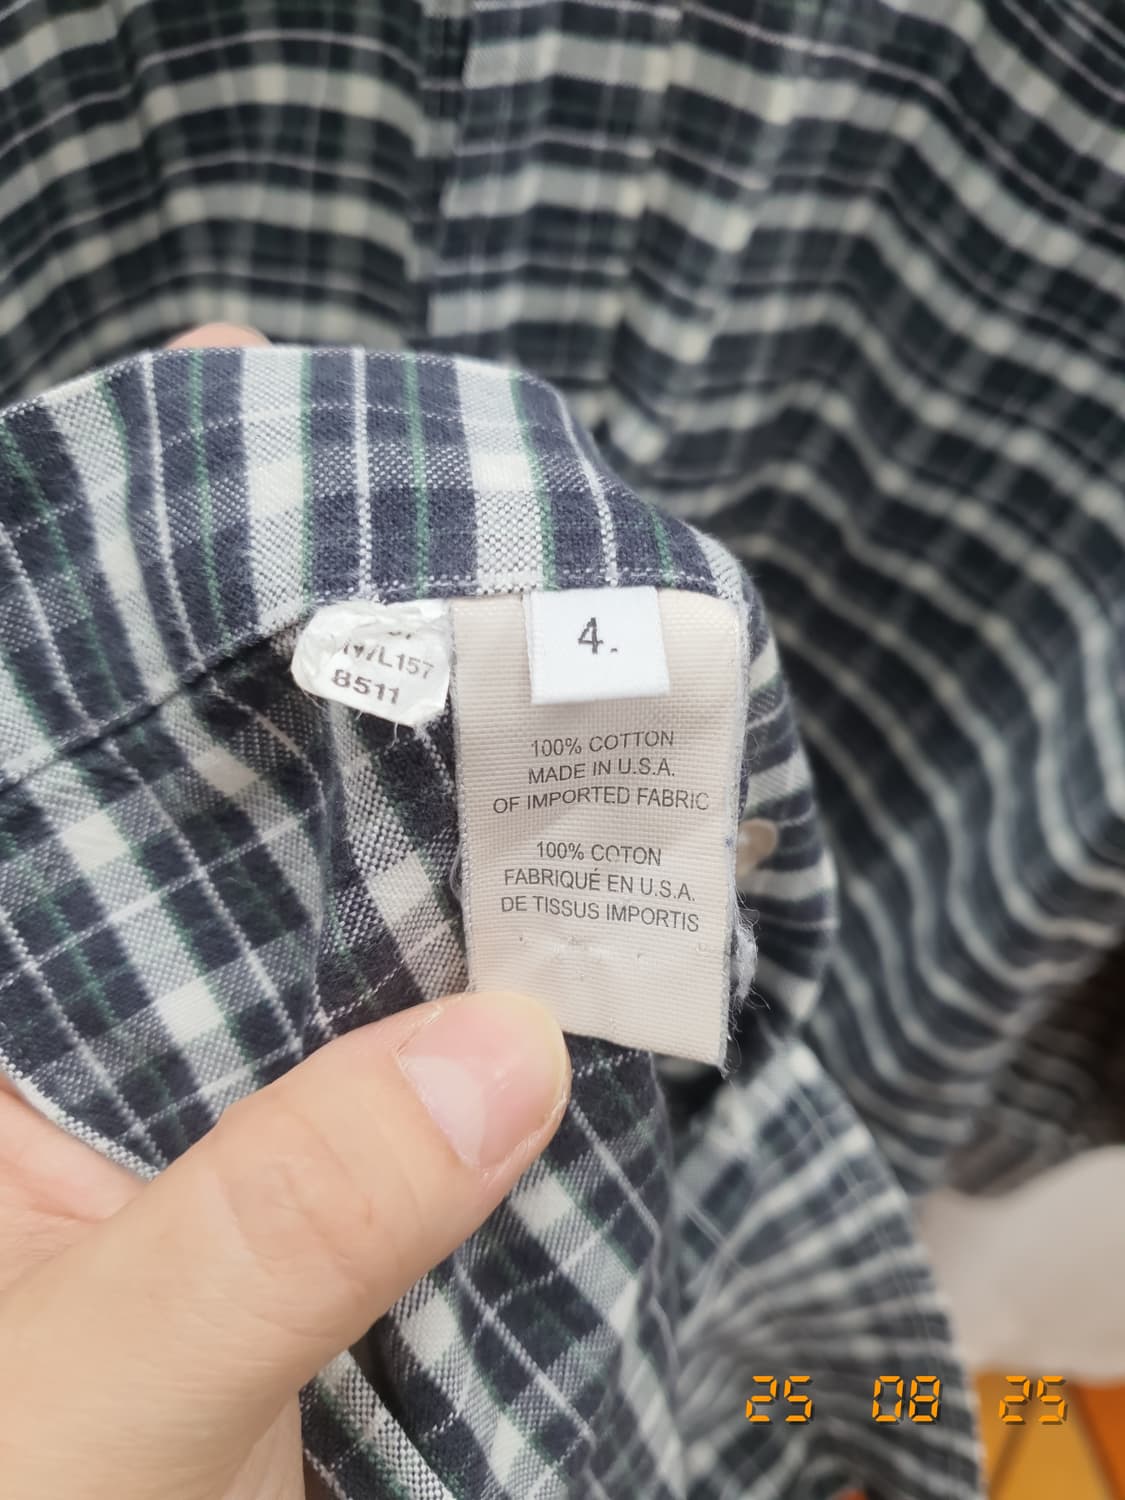 L157
8511
4.
100% COTTON
MADE IN U.S.A.
OF IMPORTED FABRIC
100% COTON
FABRIQUÉ EN U.S.A.
DE TISSUS IMPORTIS
25 08 25